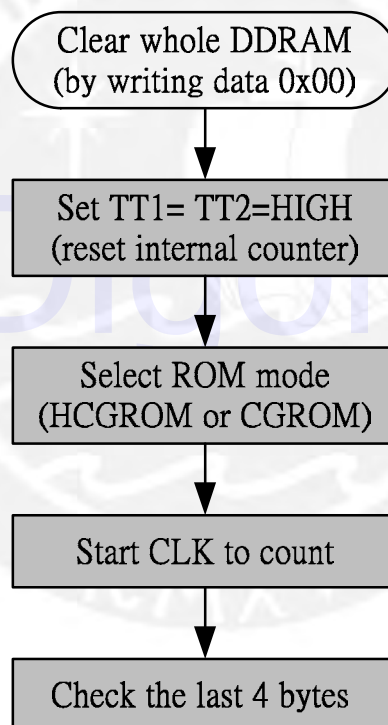 Clear whole DDRAM
(by writing data 0x00)
Set TT1= TT2=HIGH
(reset internal counter)
Select ROM mode
(HCGROM or CGROM)
Start CLK to count
Check the last 4 bytes